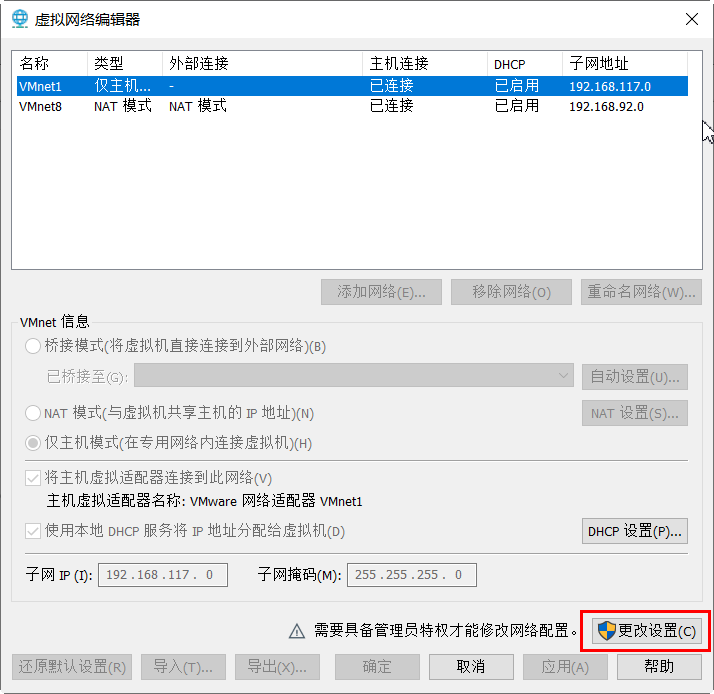 虚拟网络编辑器
名称 类型 外部连接 主机连接 DHCP 子网地址
VMnet1 仅主机... - 已连接 已启用 192.168.117.0
VMnet8 NAT 模式 NAT 模式 已连接 已启用 192.168.92.0
添加网络(E)... 移除网络(O) 重命名网络(W)...
VMnet 信息
桥接模式(将虚拟机直接连接到外部网络)(B)
已桥接至(G): 自动设置(U)...
NAT 模式(与虚拟机共享主机的 IP 地址)(N) NAT 设置(S)...
仅主机模式(在专用网络内连接虚拟机)(H)
将主机虚拟适配器连接到此网络(V)
主机虚拟适配器名称: VMware 网络适配器 VMnet1
使用本地 DHCP 服务将 IP 地址分配给虚拟机(D) DHCP 设置(P)...
子网 IP (I): 192 . 168 . 117 . 0 子网掩码(M): 255 . 255 . 255 . 0
需要具备管理员特权才能修改网络配置。 更改设置(C)
还原默认设置(R) 导入(T)... 导出(X)... 确定 取消 应用(A) 帮助